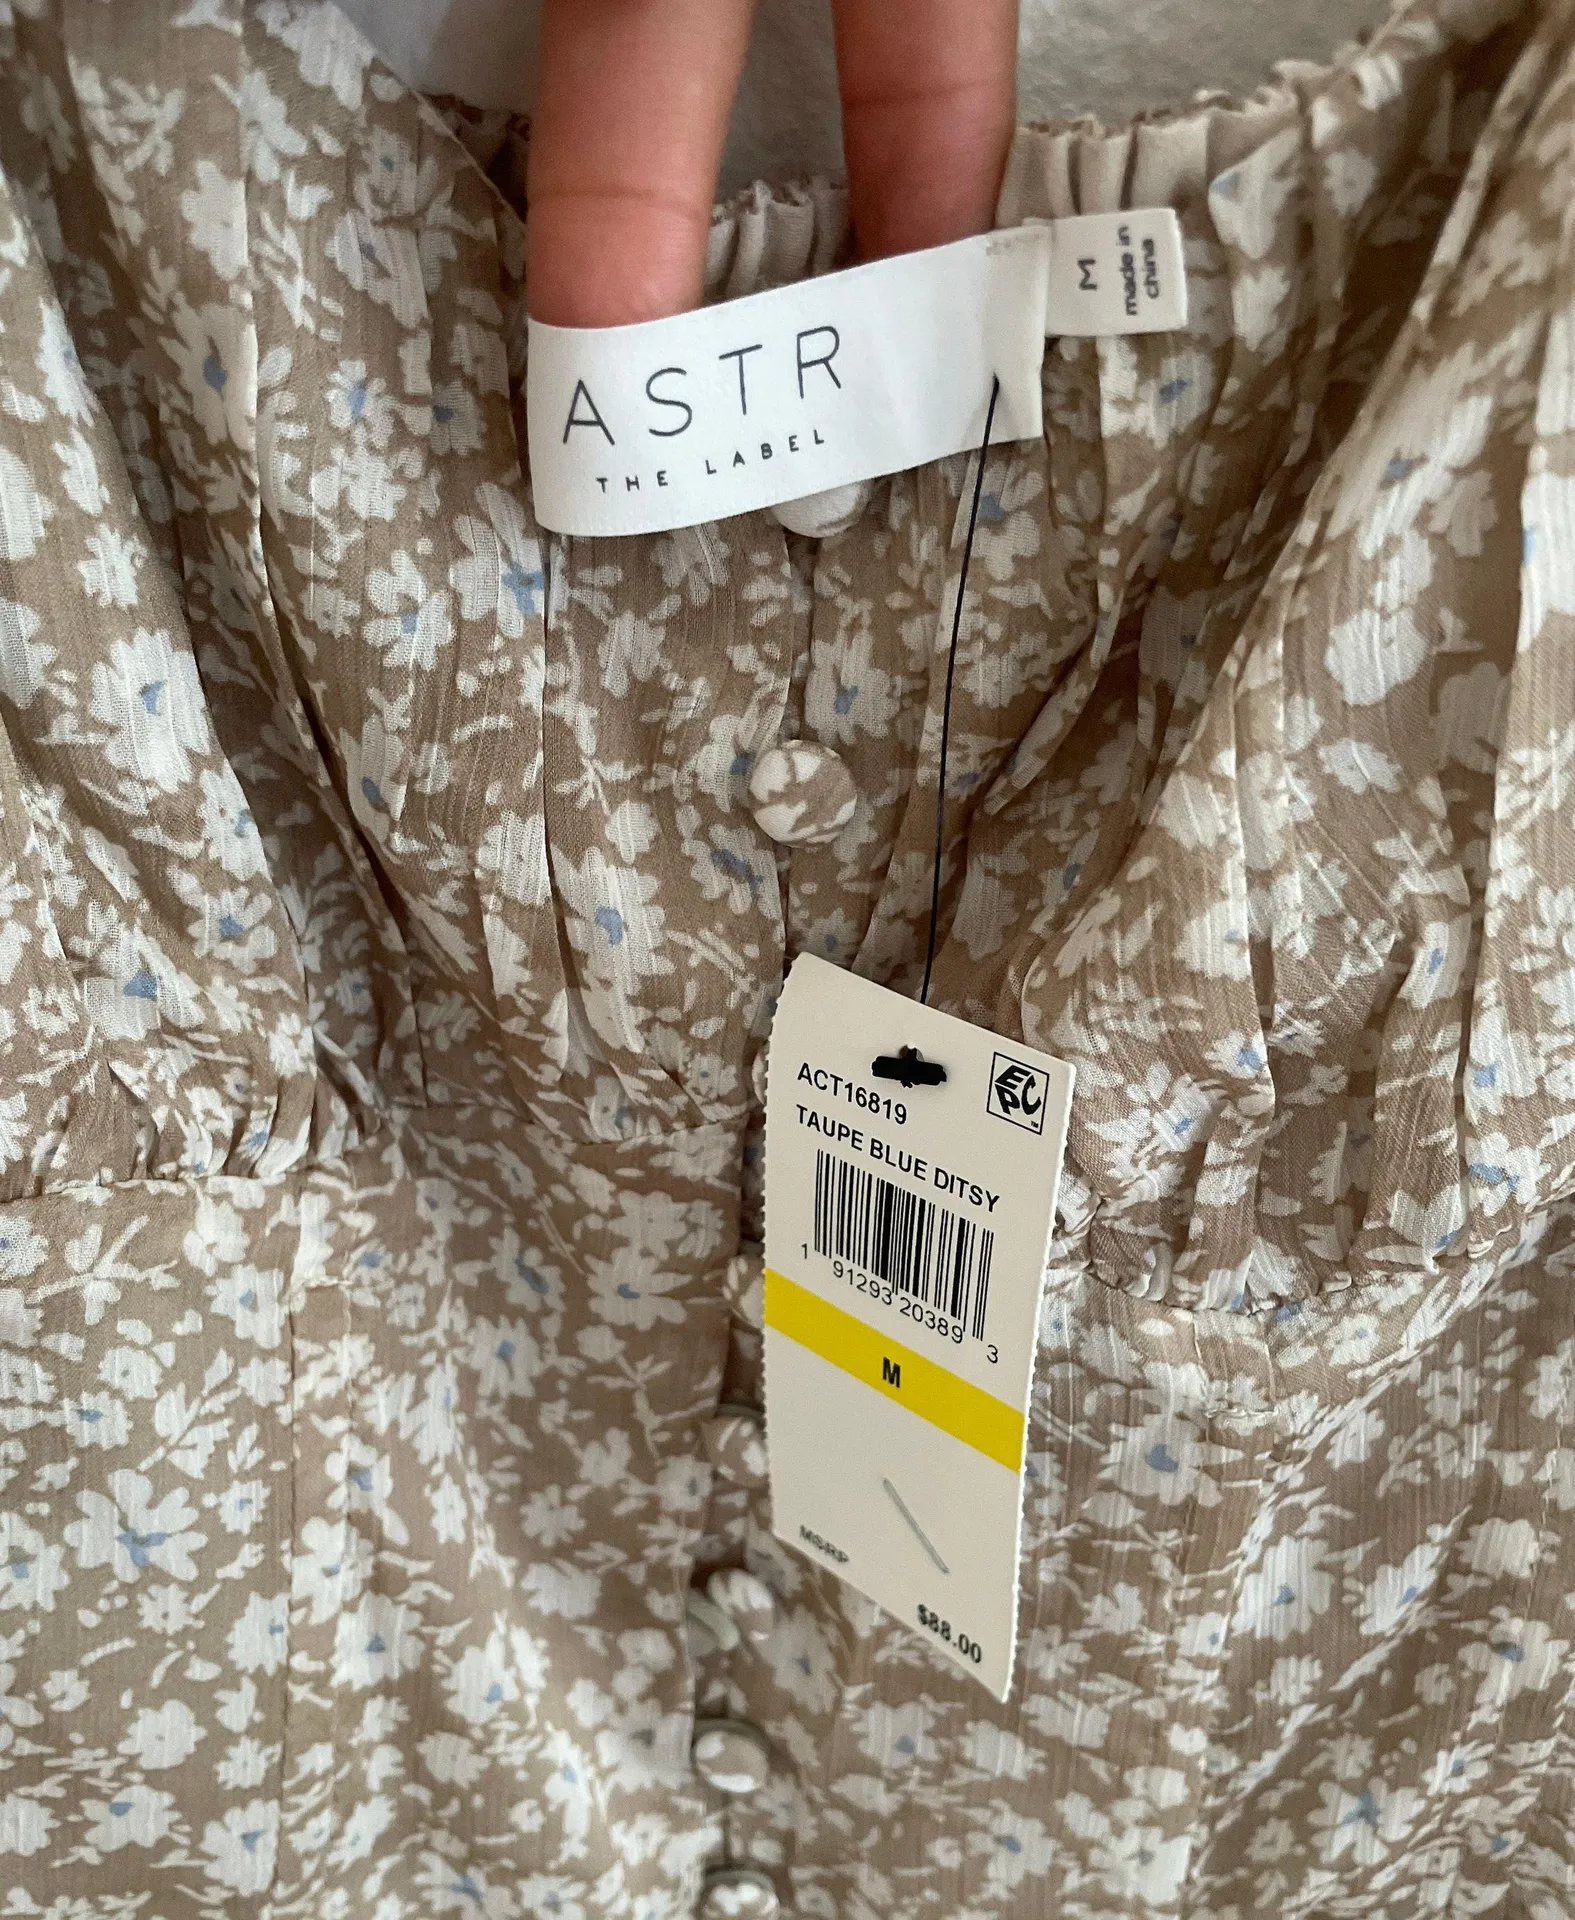 ASTR
THE LABEL
M
made in
china
EPC
ACT16819
TAUPE BLUE DITSY
1 91293 20389 3
M
MSRP
$88.00